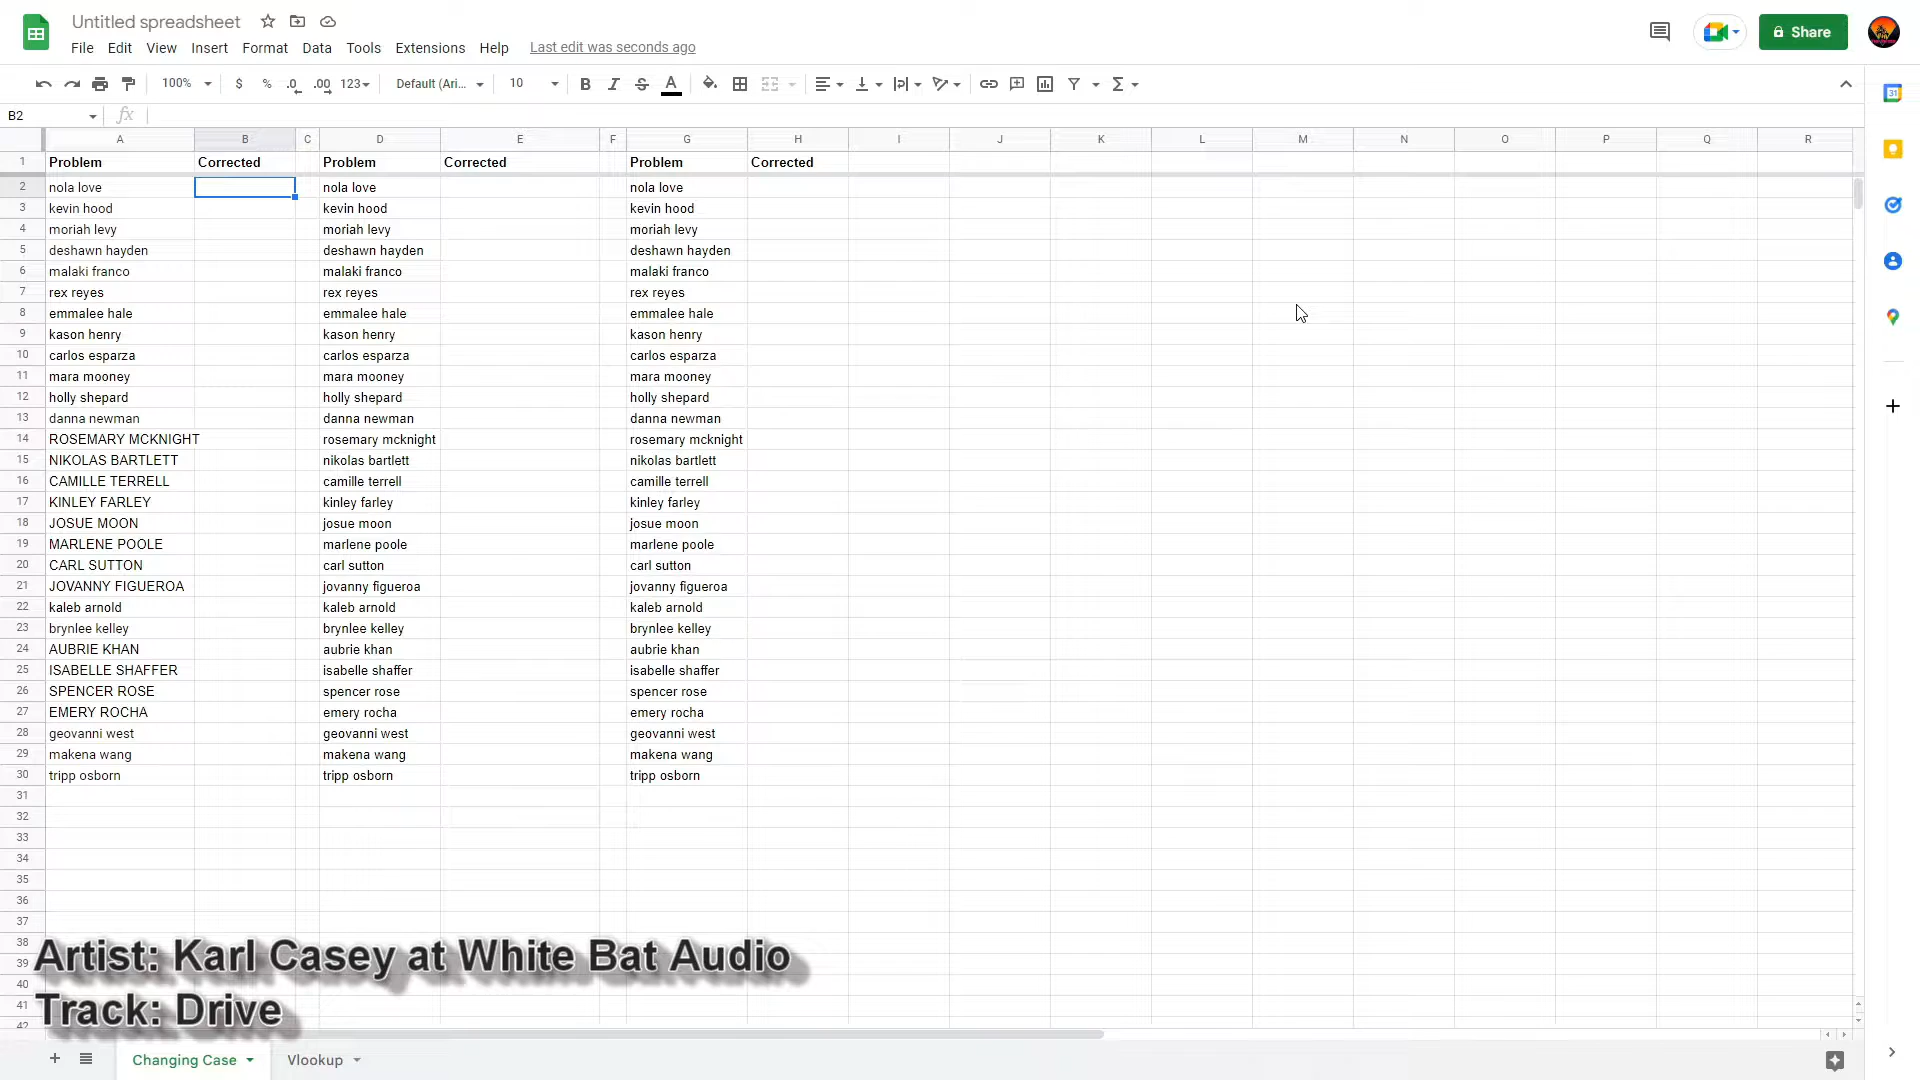 Untitled spreadsheet
File Edit View Insert Format Data Tools Extensions Help Last edit was seconds ago
Share
100% $ % .0 .00 123 Default (Ari... 10 B I S A
31
B2 fx
A B C D E F G H I J K L M N O P Q R
1 Problem Corrected Problem Corrected Problem Corrected
2 nola love nola love nola love
3 kevin hood kevin hood kevin hood
4 moriah levy moriah levy moriah levy
5 deshawn hayden deshawn hayden deshawn hayden
6 malaki franco malaki franco malaki franco
7 rex reyes rex reyes rex reyes
8 emmalee hale emmalee hale emmalee hale
9 kason henry kason henry kason henry
10 carlos esparza carlos esparza carlos esparza
11 mara mooney mara mooney mara mooney
12 holly shepard holly shepard holly shepard
13 danna newman danna newman danna newman
14 ROSEMARY MCKNIGHT rosemary mcknight rosemary mcknight
15 NIKOLAS BARTLETT nikolas bartlett nikolas bartlett
16 CAMILLE TERRELL camille terrell camille terrell
17 KINLEY FARLEY kinley farley kinley farley
18 JOSUE MOON josue moon josue moon
19 MARLENE POOLE marlene poole marlene poole
20 CARL SUTTON carl sutton carl sutton
21 JOVANNY FIGUEROA jovanny figueroa jovanny figueroa
22 kaleb arnold kaleb arnold kaleb arnold
23 brynlee kelley brynlee kelley brynlee kelley
24 AUBRIE KHAN aubrie khan aubrie khan
25 ISABELLE SHAFFER isabelle shaffer isabelle shaffer
26 SPENCER ROSE spencer rose spencer rose
27 EMERY ROCHA emery rocha emery rocha
28 geovanni west geovanni west geovanni west
29 makena wang makena wang makena wang
30 tripp osborn tripp osborn tripp osborn
31
32
33
34
35
36
37
38
39
40
41
42
Artist: Karl Casey at White Bat Audio
Track: Drive
Changing Case Vlookup